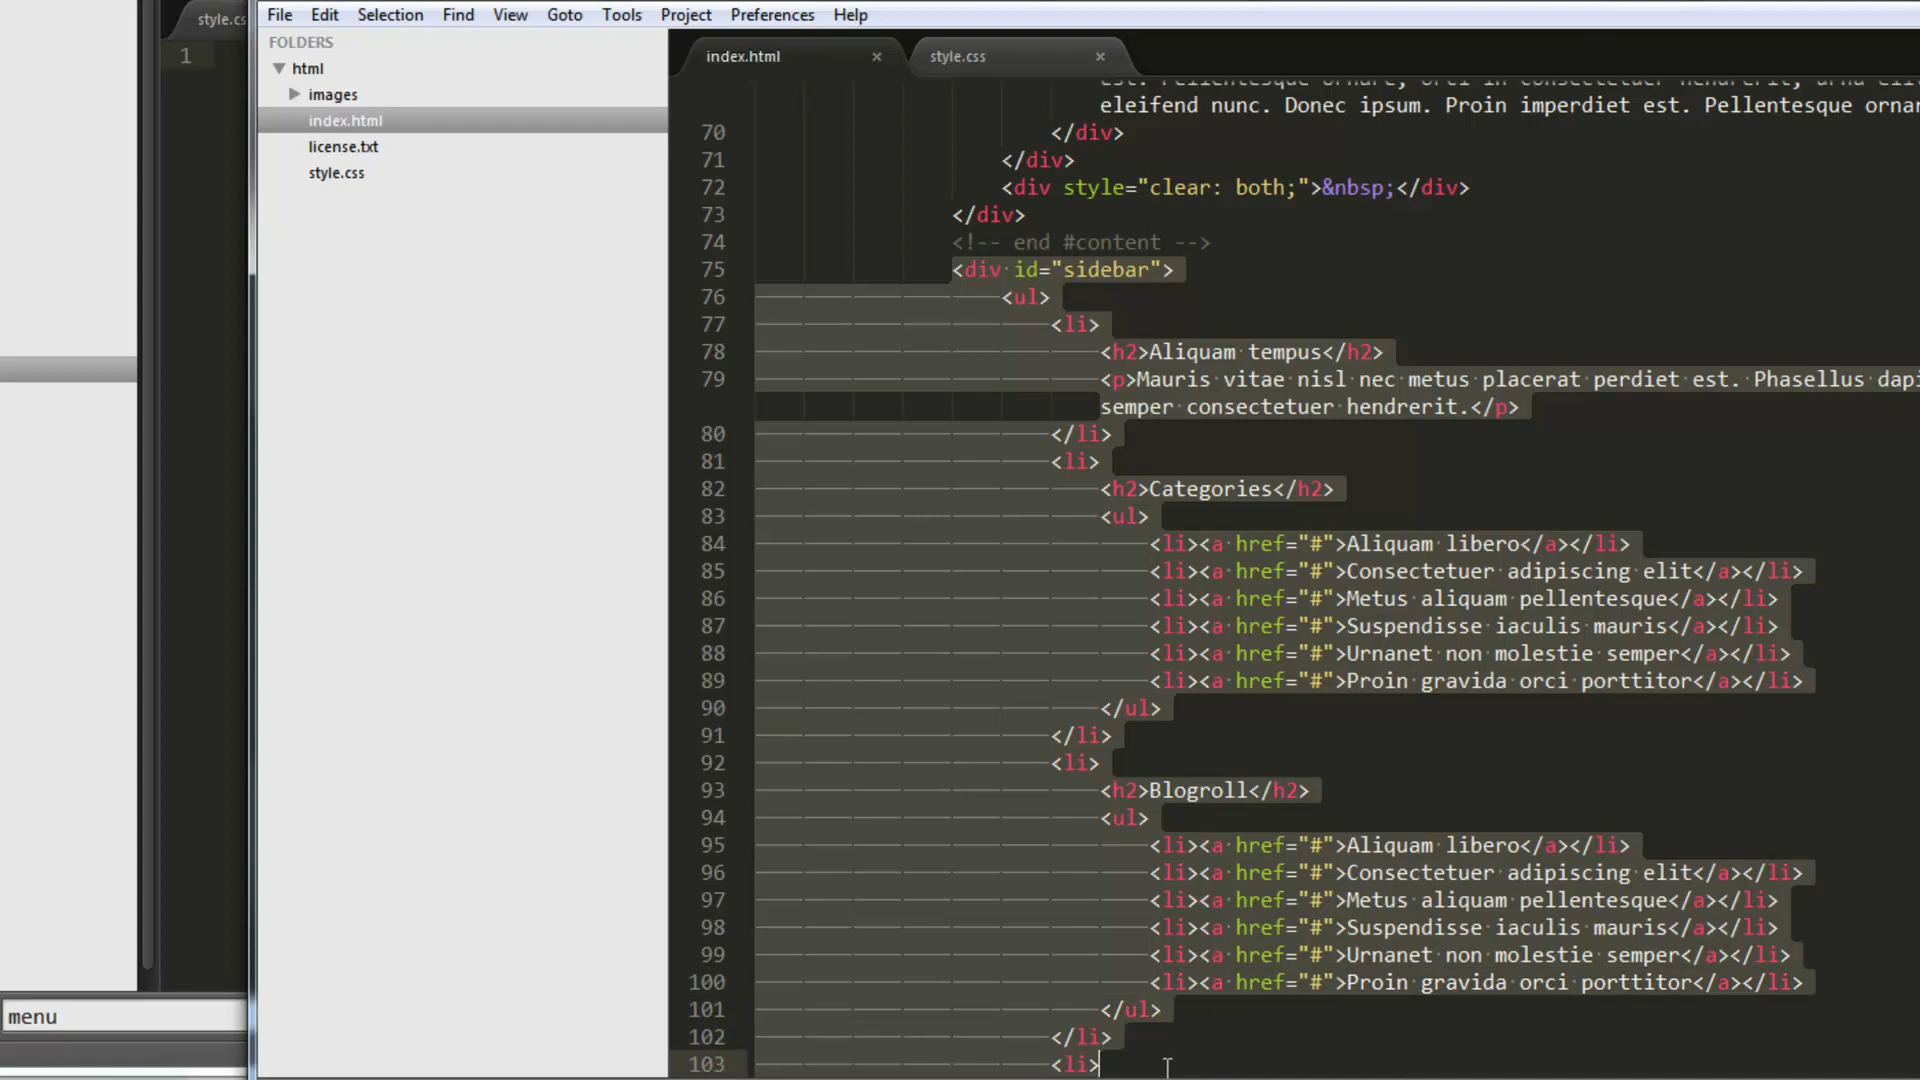 style.cs
1
menu
File Edit Selection Find View Goto Tools Project Preferences Help
FOLDERS
html
images
index.html
license.txt
style.css
index.html × style.css ×
est. Pellentesque ornare, orci in consectetuer hendrerit, urna eli
eleifend nunc. Donec ipsum. Proin imperdiet est. Pellentesque ornar
70 </div>
71 </div>
72 <div style="clear: both;">&nbsp;</div>
73 </div>
74 <!-- end #content -->
75 <div id="sidebar">
76 <ul>
77 <li>
78 <h2>Aliquam tempus</h2>
79 <p>Mauris vitae nisl nec metus placerat perdiet est. Phasellus dapi
semper consectetuer hendrerit.</p>
80 </li>
81 <li>
82 <h2>Categories</h2>
83 <ul>
84 <li><a href="#">Aliquam libero</a></li>
85 <li><a href="#">Consectetuer adipiscing elit</a></li>
86 <li><a href="#">Metus aliquam pellentesque</a></li>
87 <li><a href="#">Suspendisse iaculis mauris</a></li>
88 <li><a href="#">Urnanet non molestie semper</a></li>
89 <li><a href="#">Proin gravida orci porttitor</a></li>
90 </ul>
91 </li>
92 <li>
93 <h2>Blogroll</h2>
94 <ul>
95 <li><a href="#">Aliquam libero</a></li>
96 <li><a href="#">Consectetuer adipiscing elit</a></li>
97 <li><a href="#">Metus aliquam pellentesque</a></li>
98 <li><a href="#">Suspendisse iaculis mauris</a></li>
99 <li><a href="#">Urnanet non molestie semper</a></li>
100 <li><a href="#">Proin gravida orci porttitor</a></li>
101 </ul>
102 </li>
103 <li>